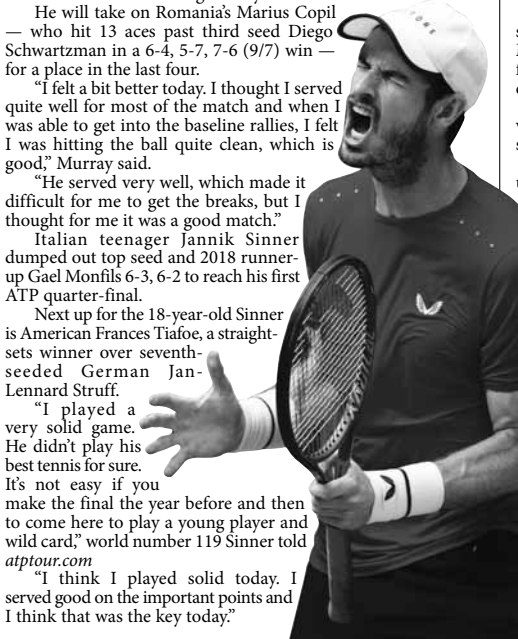 He will take on Romania's Marius Copil
— who hit 13 aces past third seed Diego
Schwartzman in a 6-4, 5-7, 7-6 (9/7) win —
for a place in the last four.
"I felt a bit better today. I thought I served
quite well for most of the match and when I
was able to get into the baseline rallies, I felt
I was hitting the ball quite clean, which is
good," Murray said.
"He served very well, which made it
difficult for me to get the breaks, but I
thought for me it was a good match."
Italian teenager Jannik Sinner
dumped out top seed and 2018 runner-
up Gael Monfils 6-3, 6-2 to reach his first
ATP quarter-final.
Next up for the 18-year-old Sinner
is American Frances Tiafoe, a straight-
sets winner over seventh-
seeded German Jan-
Lennard Struff.
"I played a
very solid game.
He didn't play his
best tennis for sure.
It's not easy if you
make the final the year before and then
to come here to play a young player and
wild card," world number 119 Sinner told
atptour.com
"I think I played solid today. I
served good on the important points and
I think that was the key today."